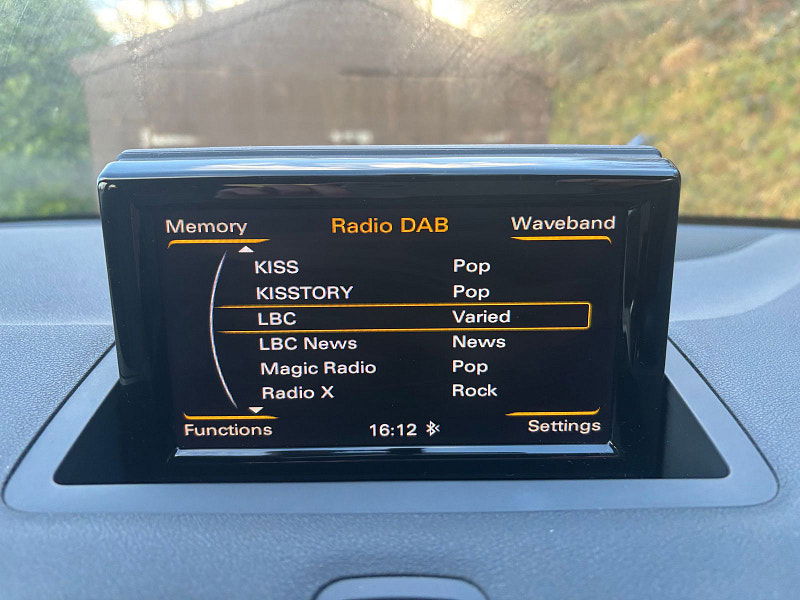 Memory Radio DAB Waveband
KISS Pop
KISSTORY Pop
LBC Varied
LBC News News
Magic Radio Pop
Radio X Rock
Functions 16:12 Settings